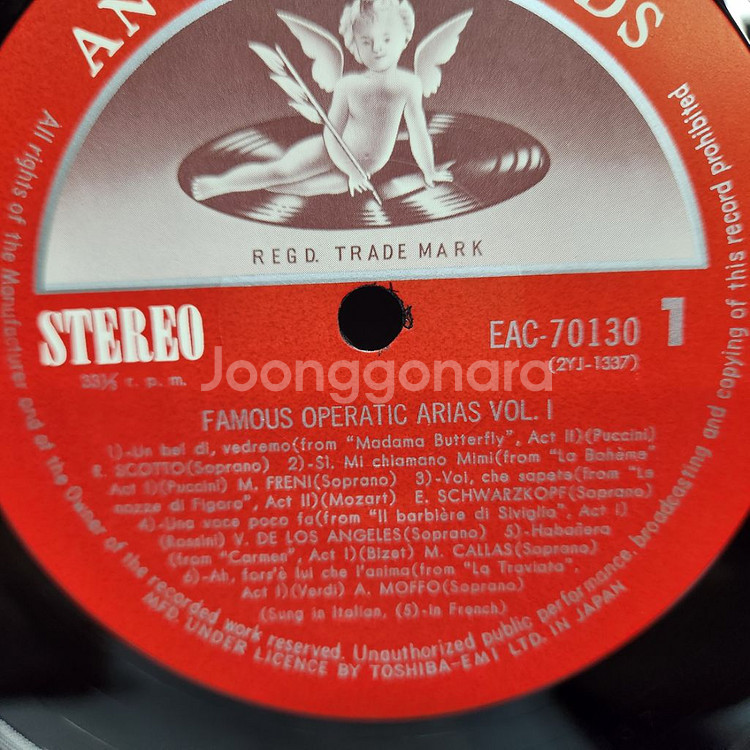 AN DS
REGD. TRADE MARK
STEREO
33⅓ r. p. m.
EAC-70130 1
(2YJ-1337)
Joonggonara
FAMOUS OPERATIC ARIAS VOL. I
1)-Un bel di, vedremo(from "Madama Butterfly", Act II)(Puccini)
R. SCOTTO(Soprano) 2)-Si. Mi chiamano Mimi(from "La Bohème"
Act I)(Puccini) M. FRENI(Soprano) 3)-Voi, che sapete(from "Le
nozze di Figaro", Act II)(Mozart) E. SCHWARZKOPF(Soprano)
4)-Una voce poco fa(from "Il barbière di Siviglia", Act I)
(Rossini) V. DE LOS ANGELES(Soprano) 5)-Habañera
(from "Carmen", Act I)(Bizet) M. CALLAS(Soprano)
6)-Ah, fors'è lui che l'anima(from "La Traviata",
Act I)(Verdi) A. MOFFO(Soprano)
(Sung in Italian, (5)-In French)
All rights of the Manufacturer and of the Owner of the recorded work reserved. Unauthorized public performance, broadcasting and copying of this record prohibited
MFD. UNDER LICENCE BY TOSHIBA-EMI LTD. IN JAPAN